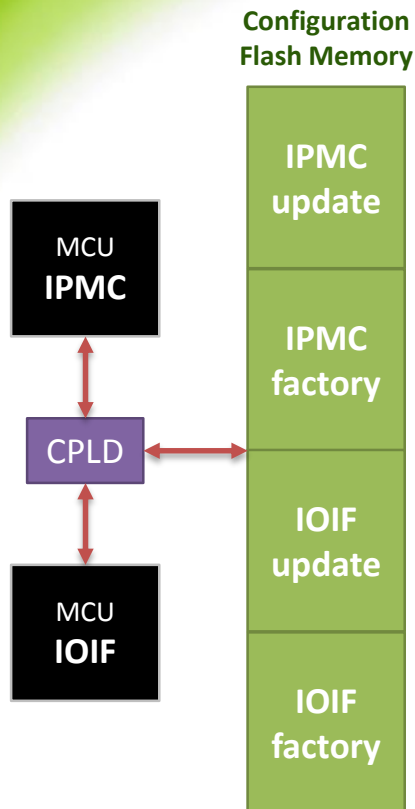 Configuration
Flash Memory
IPMC
update
MCU
IPMC
IPMC
factory
CPLD
IOIF
update
MCU
IOIF
IOIF
factory